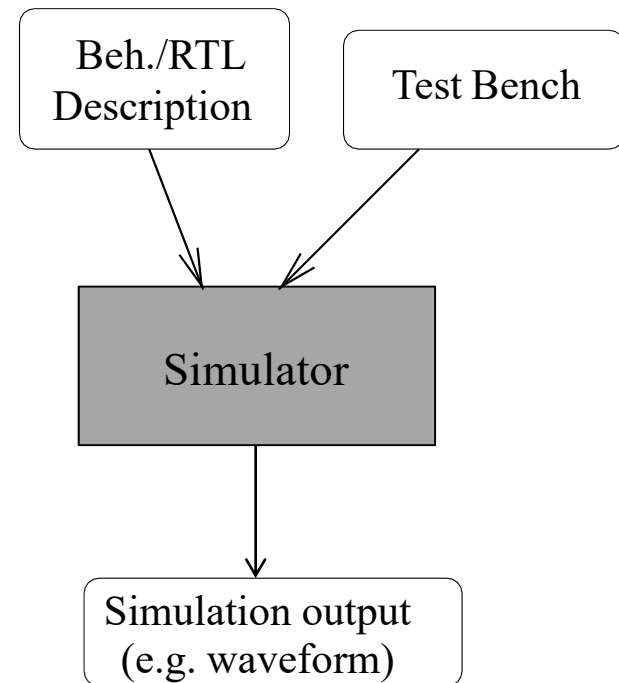 Beh./RTL
Description
Test Bench
Simulator
Simulation output
(e.g. waveform)